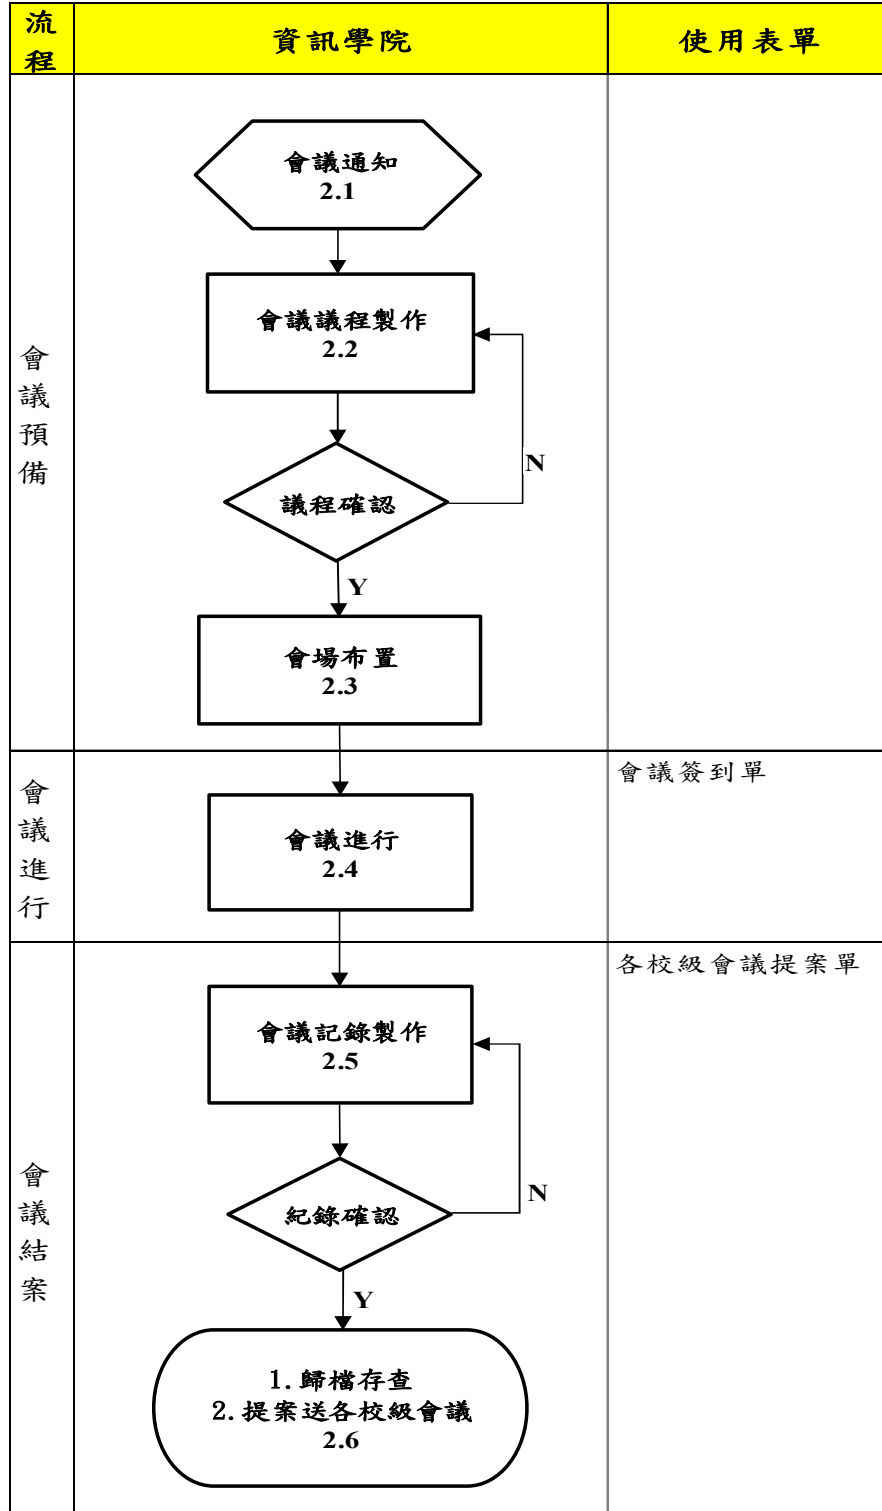 流
程
資訊學院
使用表單
會
議
預
備
會議通知
2.1
會議議程製作
2.2
N
議程確認
Y
會場布置
2.3
會
議
進
行
會議進行
2.4
會議簽到單
會
議
結
案
各校級會議提案單
會議記錄製作
2.5
N
紀錄確認
Y
1.歸檔存查
2.提案送各校級會議
2.6